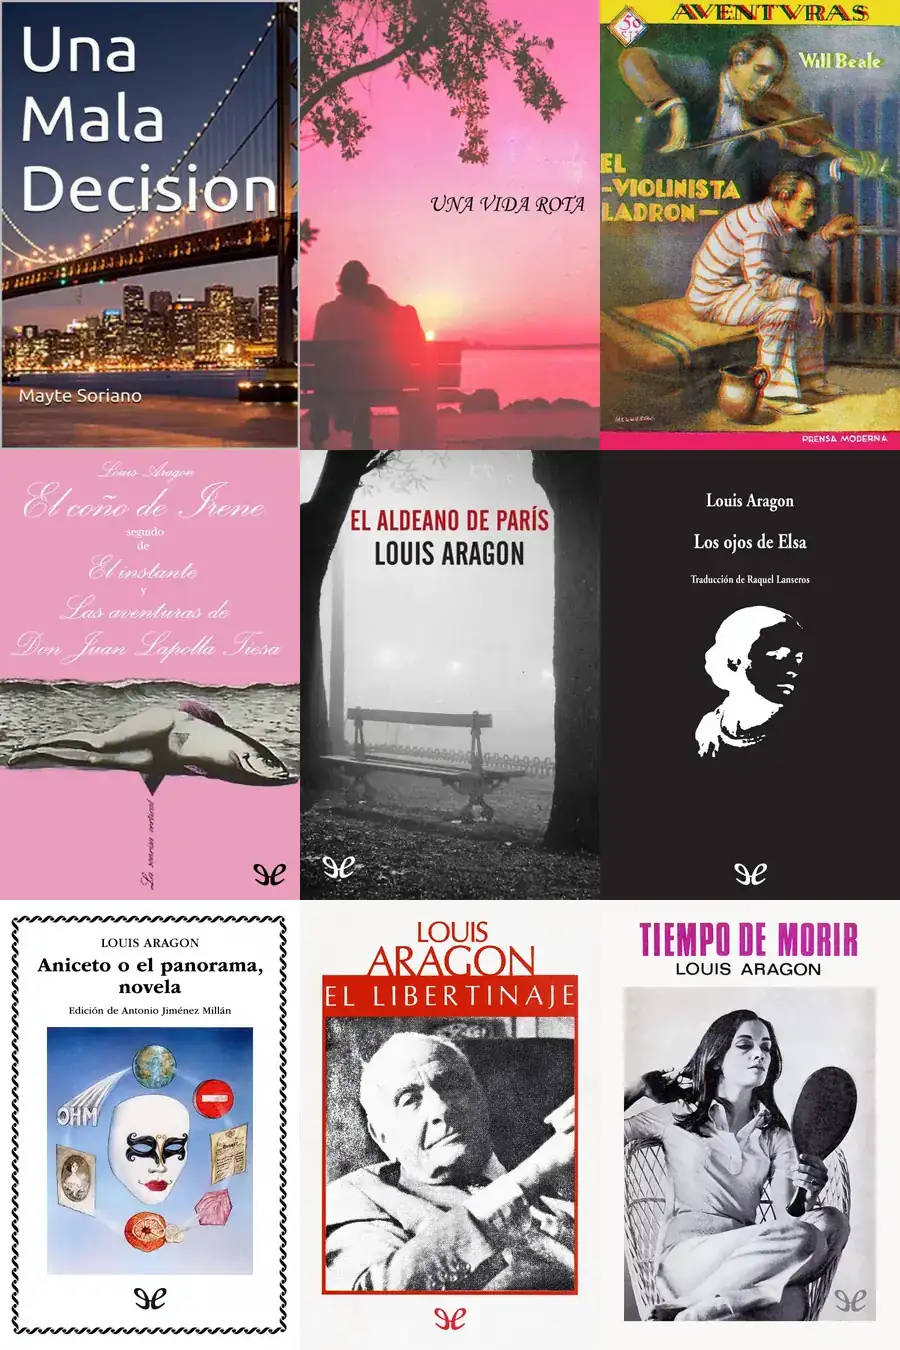 Una
Mala
Decision
Mayte Soriano
UNA VIDA ROTA
50
AVENTVRAS
Will Beale
EL
-VIOLINISTA
LADRON-
PRENSA MODERNA
Louis Aragon
El coño de Irene
seguido
de
El instante
y
Las aventuras de
Don Juan Lapolla Tiesa
La sonrisa vertical
EL ALDEANO DE PARÍS
LOUIS ARAGON
Louis Aragon
Los ojos de Elsa
Traducción de Raquel Lanseros
LOUIS ARAGON
Aniceto o el panorama,
novela
Edición de Antonio Jiménez Millán
OHM
LOUIS
ARAGON
EL LIBERTINAJE
TIEMPO DE MORIR
LOUIS ARAGON